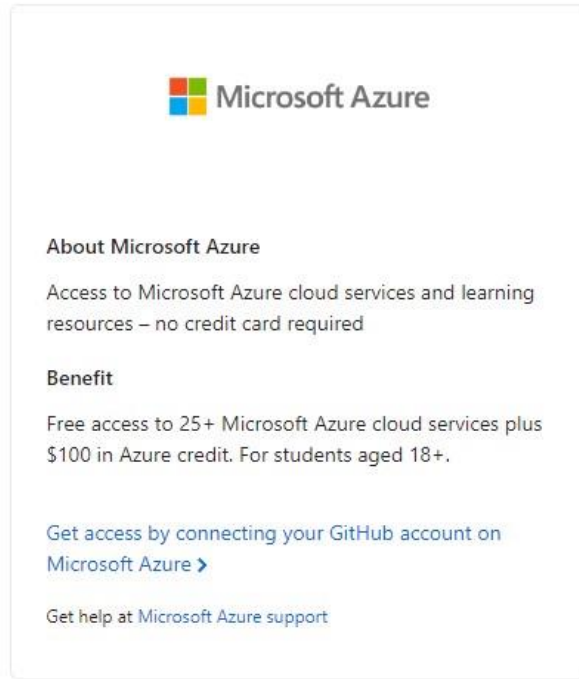 Microsoft Azure
About Microsoft Azure
Access to Microsoft Azure cloud services and learning
resources – no credit card required
Benefit
Free access to 25+ Microsoft Azure cloud services plus
$100 in Azure credit. For students aged 18+.
Get access by connecting your GitHub account on
Microsoft Azure >
Get help at Microsoft Azure support